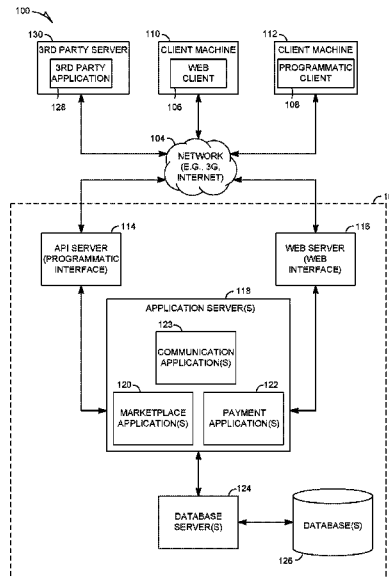 100
130
110
112
3RD PARTY SERVER
CLIENT MACHINE
CLIENT MACHINE
3RD PARTY
APPLICATION
WEB
CLIENT
PROGRAMMATIC
CLIENT
128
106
108
104
NETWORK
(E.G., 3G,
INTERNET)
114
116
API SERVER
(PROGRAMMATIC
INTERFACE)
WEB SERVER
(WEB
INTERFACE)
118
APPLICATION SERVER(S)
123
COMMUNICATION
APPLICATION(S)
120
122
MARKETPLACE
APPLICATION(S)
PAYMENT
APPLICATION(S)
124
DATABASE
SERVER(S)
DATABASE(S)
126